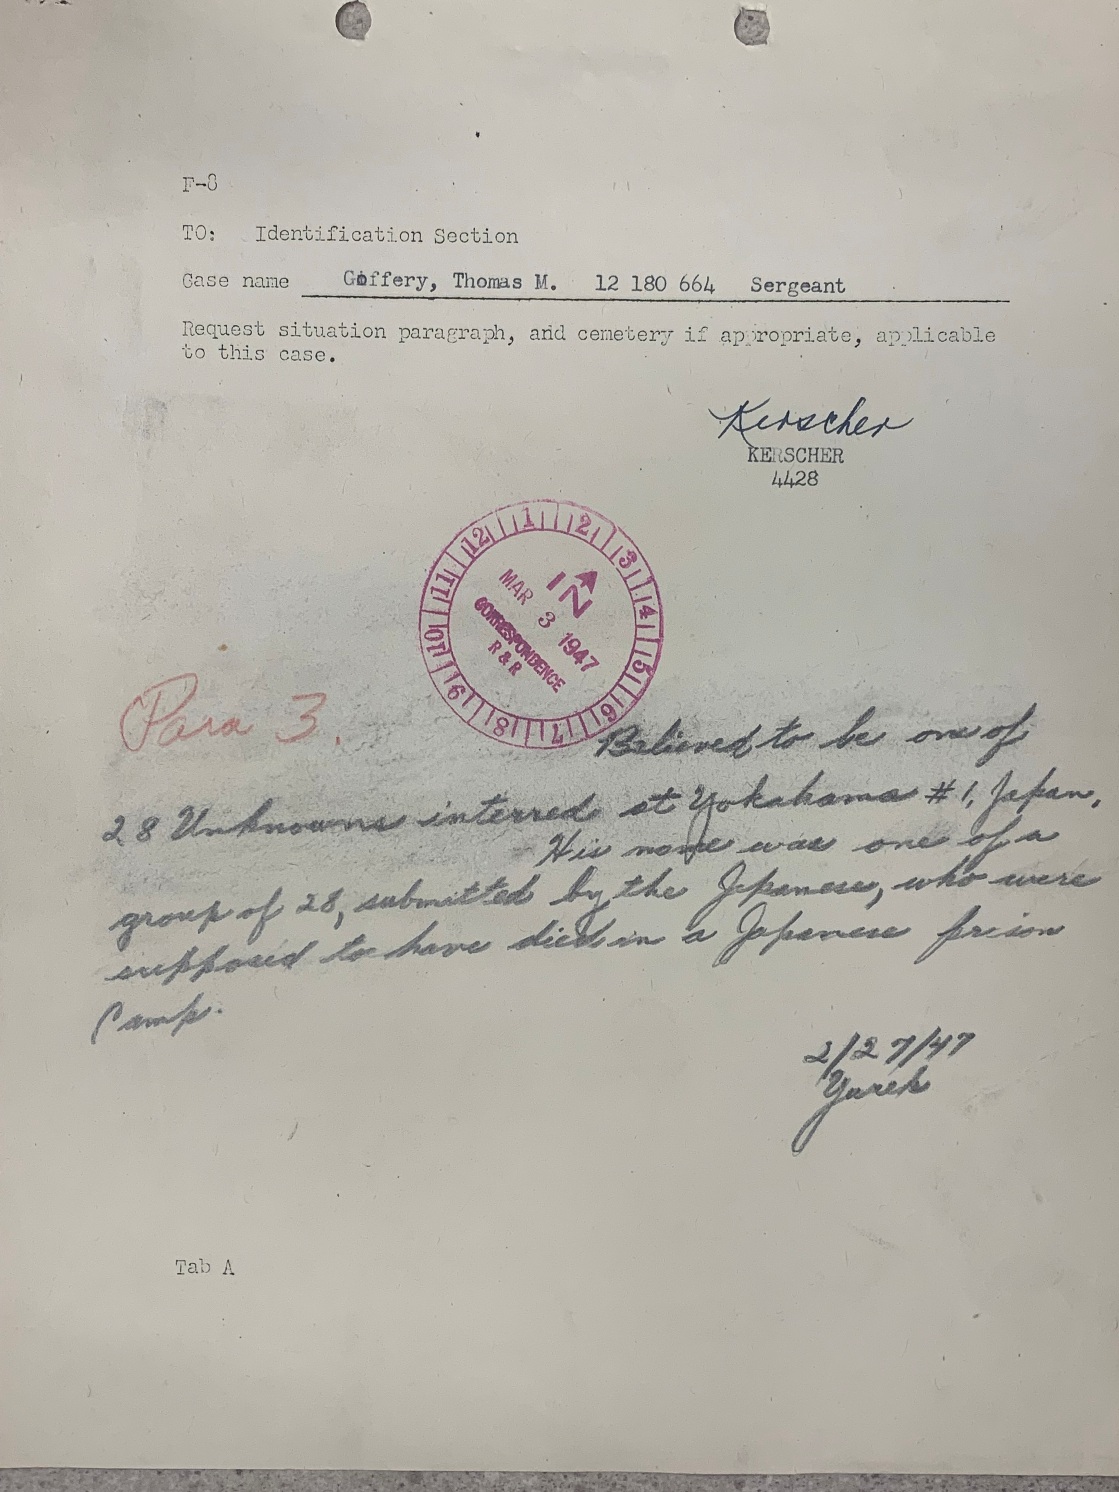 F-8
TO: Identification Section
Case name Goffery, Thomas M. 12 180 664 Sergeant
Request situation paragraph, and cemetery if appropriate, applicable
to this case.
Kerscher
KERSCHER
4428
12 1 2 3 4 5 6 7 8 9 10 11
IN
MAR 3 1947
CORRESPONDENCE
R & R
Para 3.
Believed to be one of
28 Unknowns interred at Yokahama #1, Japan.
His name was one of a
group of 28, submitted by the Japanese, who were
supposed to have died in a Japanese prison
Camp.
2/27/47
Yurek
Tab A